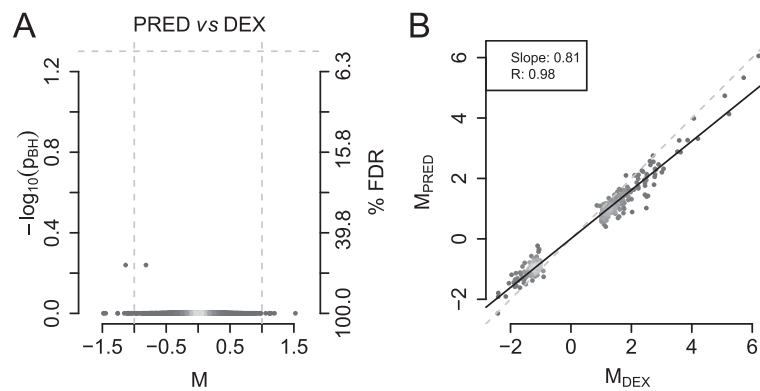 A
PRED vs DEX
1.2
0.8
0.4
0.0
−log10(pBH)
6.3
15.8
39.8
100.0
% FDR
−1.5
−0.5
0.5
1.5
M
B
Slope: 0.81
R: 0.98
6
4
2
0
−2
MPRED
−2
0
2
4
6
MDEX